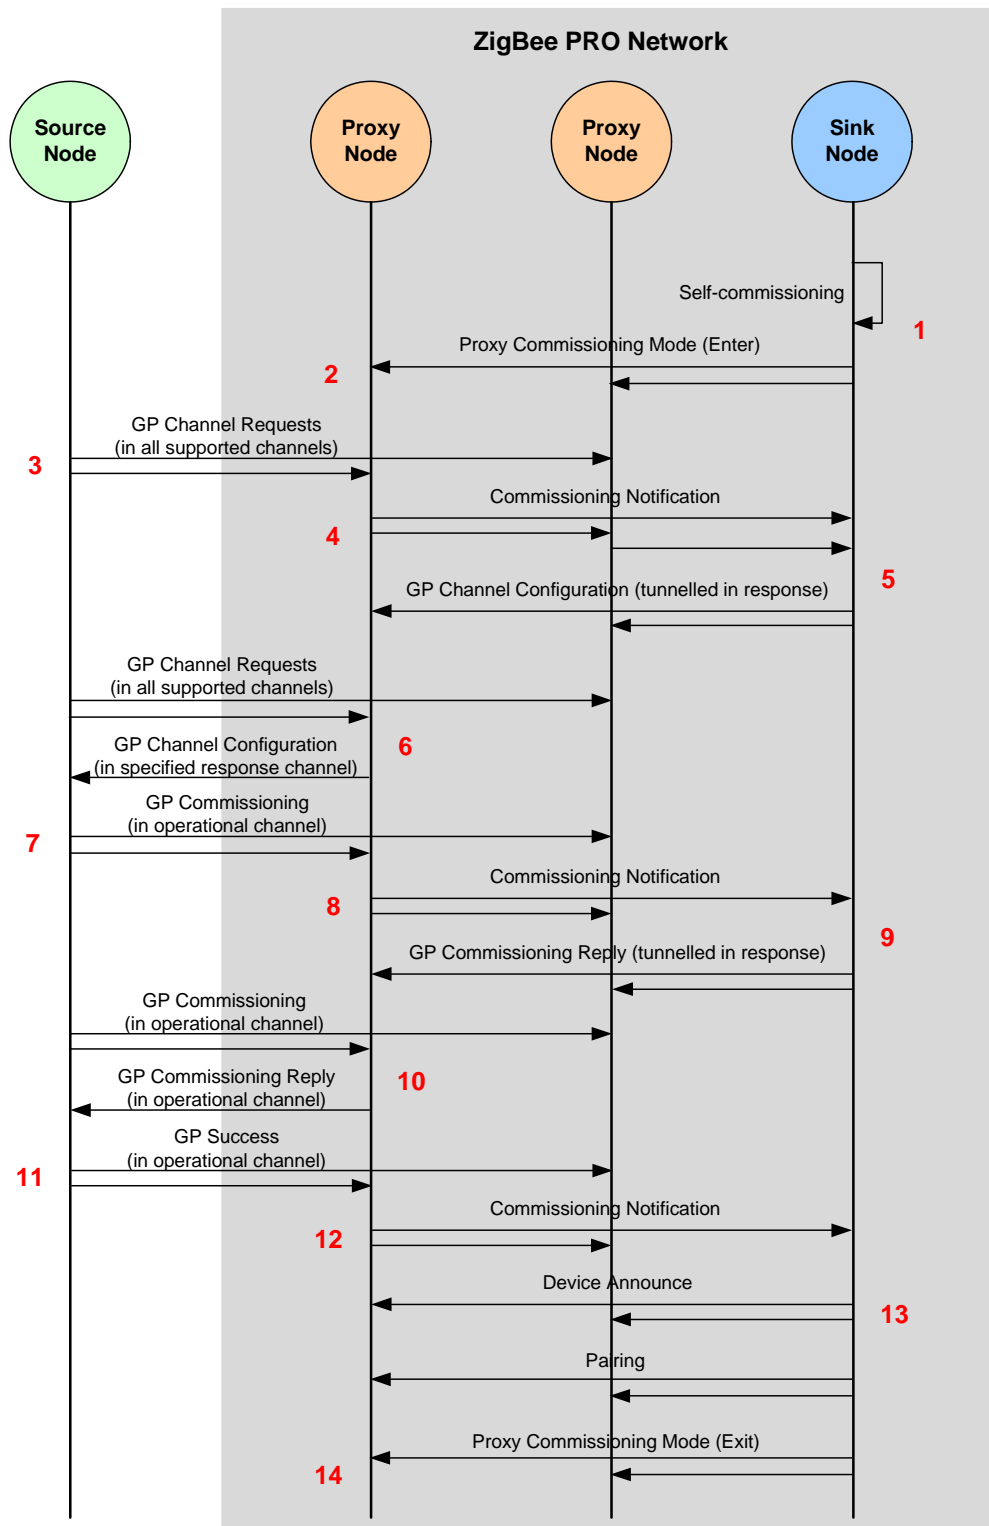 ZigBee PRO Network
Source
Node
Proxy
Node
Proxy
Node
Sink
Node
Self-commissioning
1
Proxy Commissioning Mode (Enter)
2
GP Channel Requests
(in all supported channels)
3
Commissioning Notification
4
5
GP Channel Configuration (tunnelled in response)
GP Channel Requests
(in all supported channels)
6
GP Channel Configuration
(in specified response channel)
GP Commissioning
(in operational channel)
7
Commissioning Notification
8
9
GP Commissioning Reply (tunnelled in response)
GP Commissioning
(in operational channel)
10
GP Commissioning Reply
(in operational channel)
GP Success
(in operational channel)
11
Commissioning Notification
12
Device Announce
13
Pairing
Proxy Commissioning Mode (Exit)
14